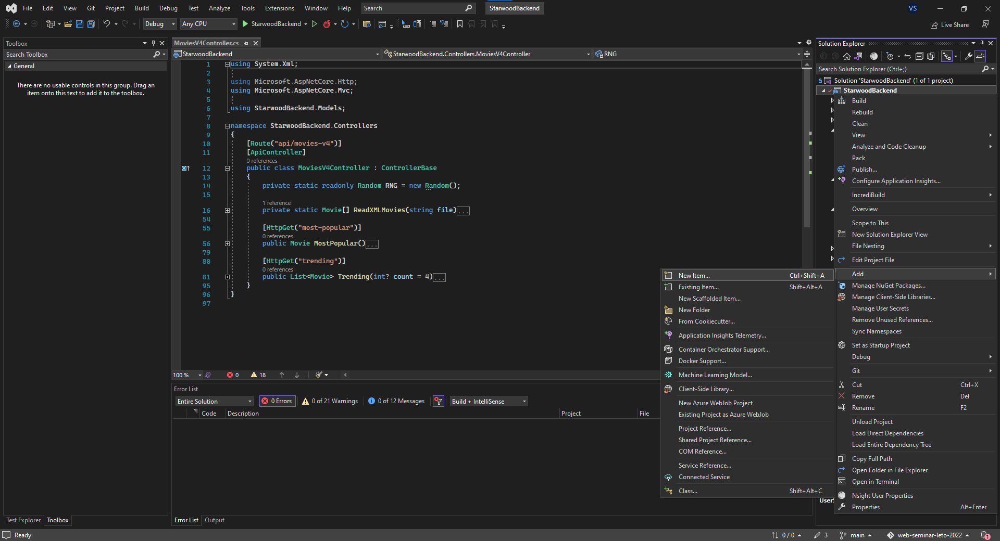 File Edit View Git Project Build Debug Test Analyze Tools Extensions Window Help Search StarwoodBackend VS
Debug Any CPU StarwoodBackend Live Share
Toolbox
Search Toolbox
General
There are no usable controls in this group. Drag an
item onto this text to add it to the toolbox.
Test Explorer Toolbox
MoviesV4Controller.cs
StarwoodBackend StarwoodBackend.Controllers.MoviesV4Controller RNG
1 using System.Xml;
2
3 using Microsoft.AspNetCore.Http;
4 using Microsoft.AspNetCore.Mvc;
5
6 using StarwoodBackend.Models;
7
8 namespace StarwoodBackend.Controllers
9 {
10 [Route("api/movies-v4")]
11 [ApiController]
0 references
12 public class MoviesV4Controller : ControllerBase
13 {
14 private static readonly Random RNG = new Random();
15
1 reference
16 private static Movie[] ReadXMLMovies(string file)...
54
55 [HttpGet("most-popular")]
0 references
56 public Movie MostPopular()...
79
80 [HttpGet("trending")]
0 references
81 public List<Movie> Trending(int? count = 4)...
95 }
96 }
97
100 % 0 18
Error List
Entire Solution 0 Errors 0 of 21 Warnings 0 of 12 Messages Build + IntelliSense
Code Description Project File
Error List Output
Solution Explorer
Search Solution Explorer (Ctrl+;)
Solution 'StarwoodBackend' (1 of 1 project)
StarwoodBackend
Build
Rebuild
Clean
View
Analyze and Code Cleanup
Pack
Publish...
Configure Application Insights...
IncrediBuild
Overview
Scope to This
New Solution Explorer View
File Nesting
Edit Project File
Add
Manage NuGet Packages...
Manage Client-Side Libraries...
Manage User Secrets
Remove Unused References...
Sync Namespaces
Set as Startup Project
Debug
Git
Cut Ctrl+X
Remove Del
Rename F2
Unload Project
Load Direct Dependencies
Load Entire Dependency Tree
Copy Full Path
Open Folder in File Explorer
Open in Terminal
Nsight User Properties
Properties Alt+Enter
New Item... Ctrl+Shift+A
Existing Item... Shift+Alt+A
New Scaffolded Item...
New Folder
From Cookiecutter...
Application Insights Telemetry...
Container Orchestrator Support...
Docker Support...
Machine Learning Model...
Client-Side Library...
New Azure WebJob Project
Existing Project as Azure WebJob
Project Reference...
Shared Project Reference...
COM Reference...
Service Reference...
Connected Service
Class... Shift+Alt+C
Ready 0 / 0 3 main web-seminar-leto-2022 1